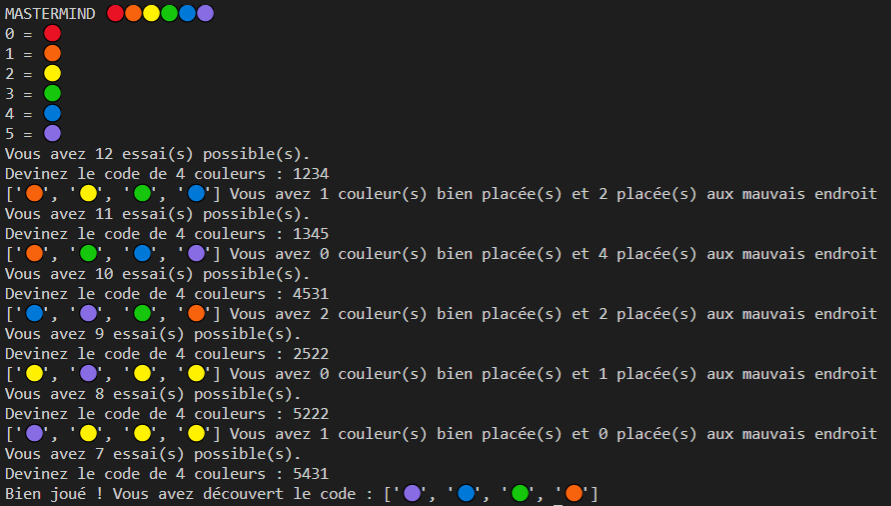 MASTERMIND 🔴🟠🟡🟢🔵🟣
0 = 🔴
1 = 🟠
2 = 🟡
3 = 🟢
4 = 🔵
5 = 🟣
Vous avez 12 essai(s) possible(s).
Devinez le code de 4 couleurs : 1234
['🟠', '🟡', '🟢', '🔵'] Vous avez 1 couleur(s) bien placée(s) et 2 placée(s) aux mauvais endroit
Vous avez 11 essai(s) possible(s).
Devinez le code de 4 couleurs : 1345
['🟠', '🟢', '🔵', '🟣'] Vous avez 0 couleur(s) bien placée(s) et 4 placée(s) aux mauvais endroit
Vous avez 10 essai(s) possible(s).
Devinez le code de 4 couleurs : 4531
['🔵', '🟣', '🟢', '🟠'] Vous avez 2 couleur(s) bien placée(s) et 2 placée(s) aux mauvais endroit
Vous avez 9 essai(s) possible(s).
Devinez le code de 4 couleurs : 2522
['🟡', '🟣', '🟡', '🟡'] Vous avez 0 couleur(s) bien placée(s) et 1 placée(s) aux mauvais endroit
Vous avez 8 essai(s) possible(s).
Devinez le code de 4 couleurs : 5222
['🟣', '🟡', '🟡', '🟡'] Vous avez 1 couleur(s) bien placée(s) et 0 placée(s) aux mauvais endroit
Vous avez 7 essai(s) possible(s).
Devinez le code de 4 couleurs : 5431
Bien joué ! Vous avez découvert le code : ['🟣', '🔵', '🟢', '🟠']